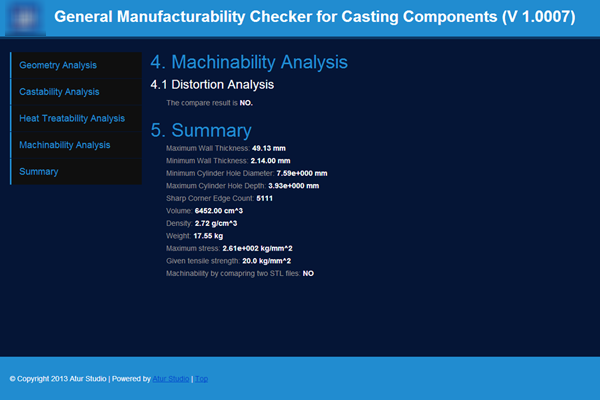 General Manufacturability Checker for Casting Components (V 1.0007)
Geometry Analysis
Castability Analysis
Heat Treatability Analysis
Machinability Analysis
Summary
4. Machinability Analysis
4.1 Distortion Analysis
The compare result is NO.
5. Summary
Maximum Wall Thickness: 49.13 mm
Minimum Wall Thickness: 2.14.00 mm
Minimum Cylinder Hole Diameter: 7.59e+000 mm
Maximum Cylinder Hole Depth: 3.93e+000 mm
Sharp Corner Edge Count: 5111
Volume: 6452.00 cm^3
Density: 2.72 g/cm^3
Weight: 17.55 kg
Maximum stress: 2.61e+002 kg/mm^2
Given tensile strength: 20.0 kg/mm^2
Machinability by comapring two STL files: NO
© Copyright 2013 Atur Studio | Powered by Atur Studio | Top